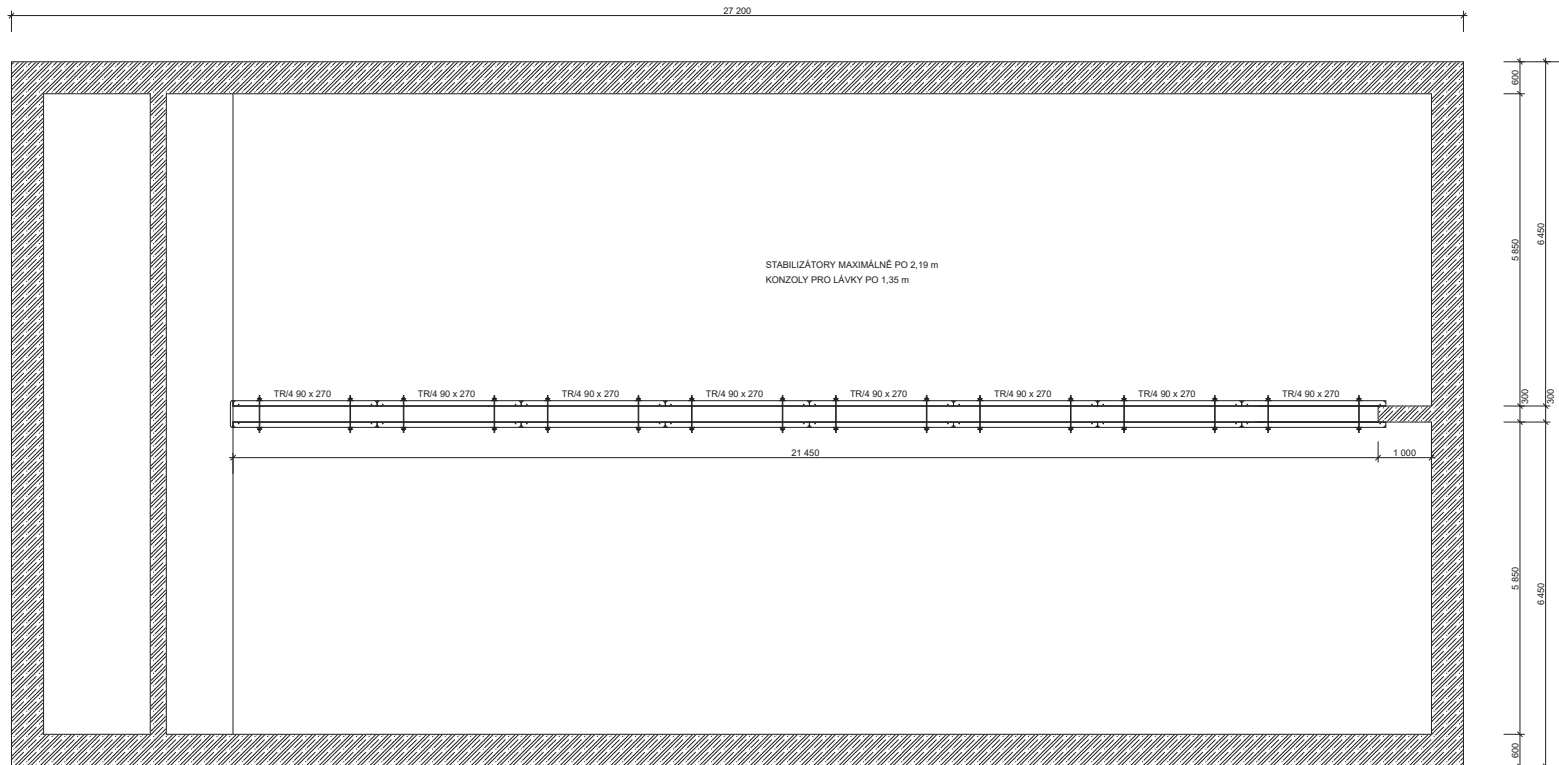 27 200
600
5 850
6 450
STABILIZÁTORY MAXIMÁLNĚ PO 2,19 m
KONZOLY PRO LÁVKY PO 1,35 m
TR/4 90 x 270
TR/4 90 x 270
TR/4 90 x 270
TR/4 90 x 270
TR/4 90 x 270
TR/4 90 x 270
TR/4 90 x 270
TR/4 90 x 270
300
300
21 450
1 000
5 850
6 450
600